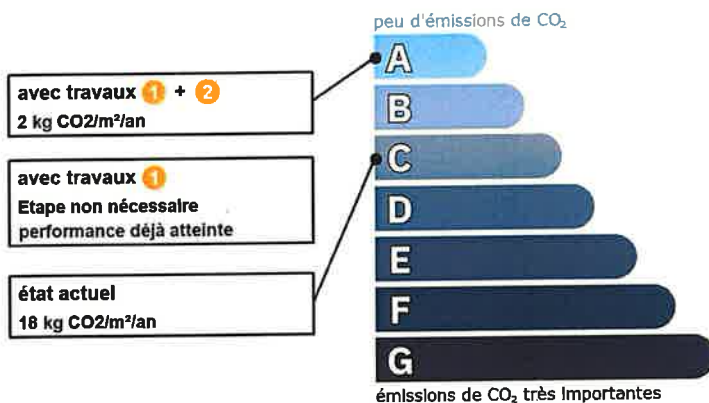 peu d'émissions de CO₂
A
avec travaux 1 + 2
2 kg CO2/m²/an
B
C
avec travaux 1
Etape non nécessaire
performance déjà atteinte
D
E
état actuel
18 kg CO2/m²/an
F
G
émissions de CO₂ très importantes